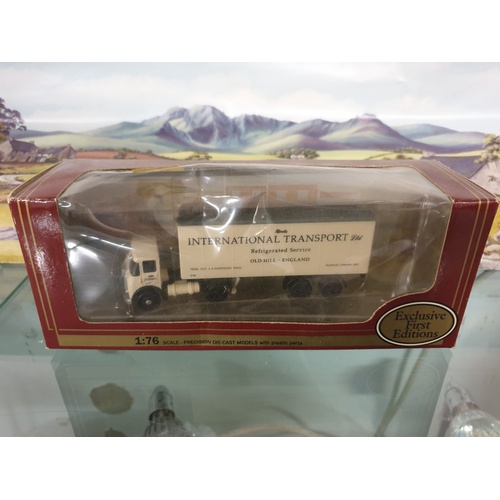 INTERNATIONAL TRANSPORT Ltd
Refrigerated Service
OLD HILL - ENGLAND
1:76 SCALE - PRECISION DIE CAST MODELS with plastic parts
Exclusive
First
Editions